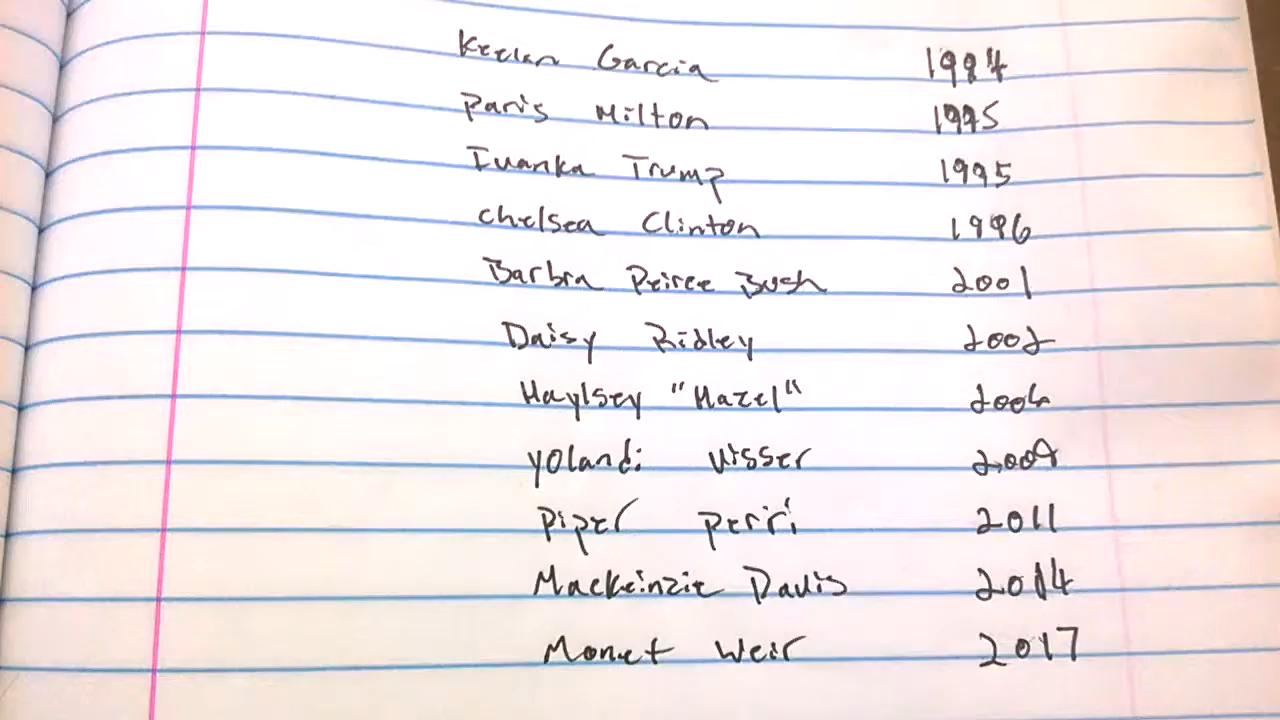 Keelan Garcia 1994
Paris Hilton 1995
Ivanka Trump 1995
Chelsea Clinton 1996
Barbra Peirce Bush 2001
Daisy Ridley 2002
Haylsey "Hazel"
Yolandi Visser 2009
Piper Perri 2011
Mackeinzie Davis 2014
Monet Weir 2017